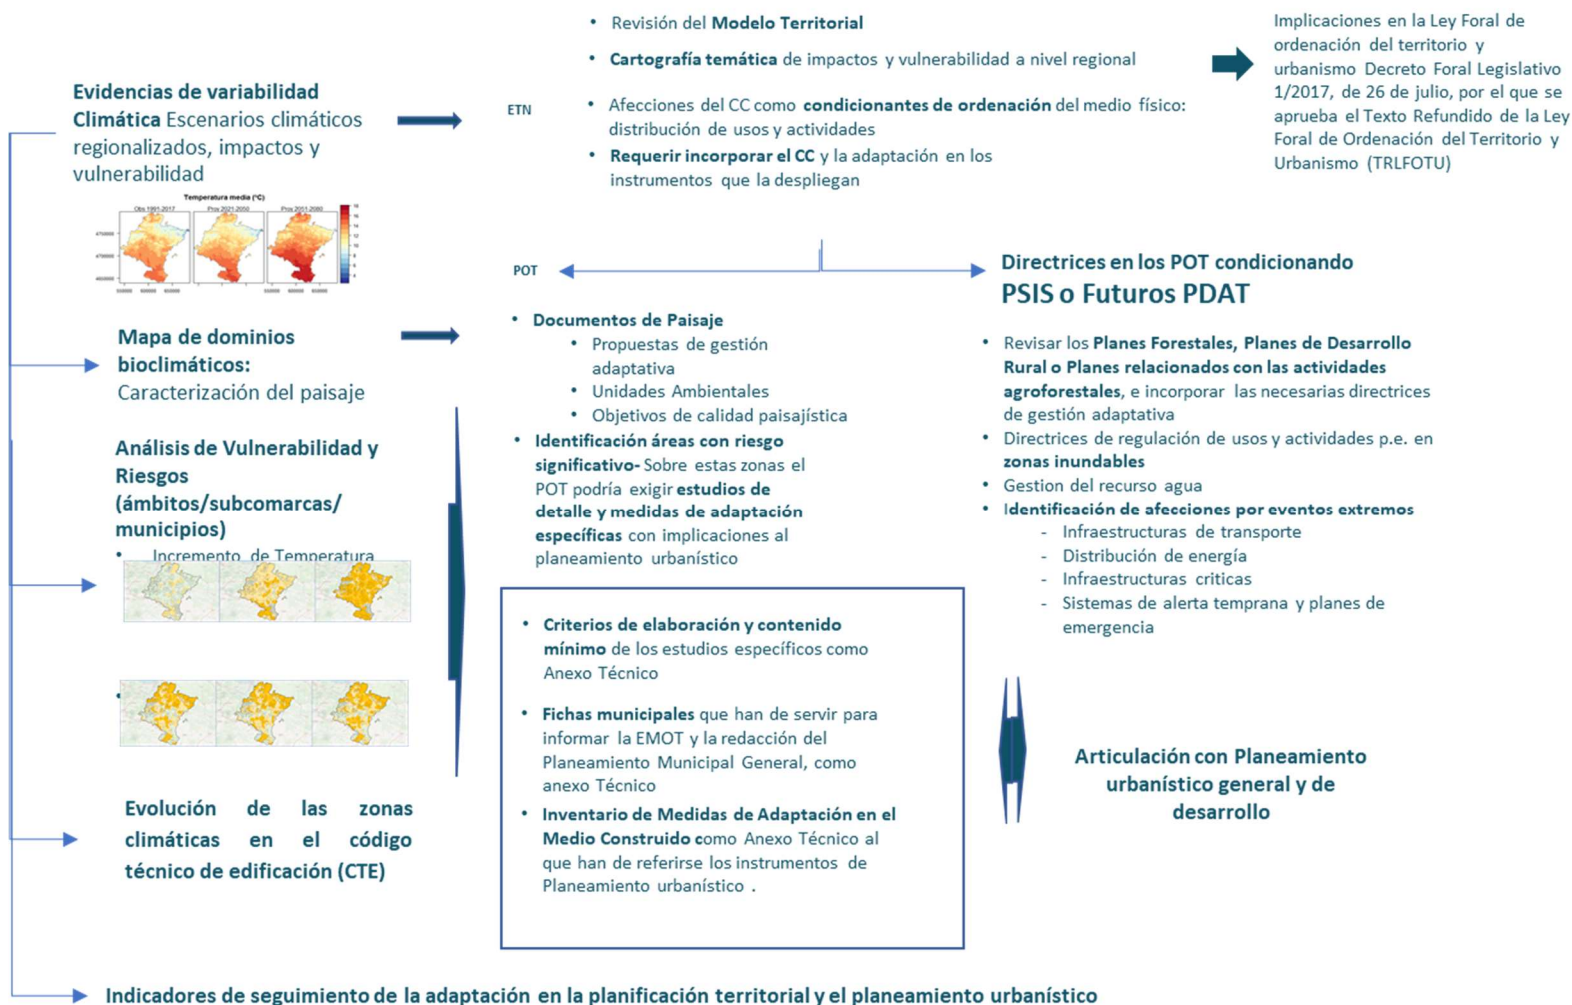 Evidencias de variabilidad
Climática Escenarios climáticos
regionalizados, impactos y
vulnerabilidad
Temperatura media (°C)
Obs 1991-2017
Pros 2021-2050
Pros 2051-2080
ETN
• Revisión del Modelo Territorial
• Cartografía temática de impactos y vulnerabilidad a nivel regional
• Afecciones del CC como condicionantes de ordenación del medio físico:
distribución de usos y actividades
• Requerir incorporar el CC y la adaptación en los
instrumentos que la despliegan
Implicaciones en la Ley Foral de
ordenación del territorio y
urbanismo Decreto Foral Legislativo
1/2017, de 26 de julio, por el que se
aprueba el Texto Refundido de la Ley
Foral de Ordenación del Territorio y
Urbanismo (TRLFOTU)
Mapa de dominios
bioclimáticos:
Caracterización del paisaje
Análisis de Vulnerabilidad y
Riesgos
(ámbitos/subcomarcas/
municipios)
• Incremento de Temperatura
•
Evolución de las zonas
climáticas en el código
técnico de edificación (CTE)
POT
• Documentos de Paisaje
• Propuestas de gestión
adaptativa
• Unidades Ambientales
• Objetivos de calidad paisajística
• Identificación áreas con riesgo
significativo- Sobre estas zonas el
POT podría exigir estudios de
detalle y medidas de adaptación
específicas con implicaciones al
planeamiento urbanístico
• Criterios de elaboración y contenido
mínimo de los estudios específicos como
Anexo Técnico
• Fichas municipales que han de servir para
informar la EMOT y la redacción del
Planeamiento Municipal General, como
anexo Técnico
• Inventario de Medidas de Adaptación en el
Medio Construido como Anexo Técnico al
que han de referirse los instrumentos de
Planeamiento urbanístico .
Directrices en los POT condicionando
PSIS o Futuros PDAT
• Revisar los Planes Forestales, Planes de Desarrollo
Rural o Planes relacionados con las actividades
agroforestales, e incorporar las necesarias directrices
de gestión adaptativa
• Directrices de regulación de usos y actividades p.e. en
zonas inundables
• Gestion del recurso agua
• Identificación de afecciones por eventos extremos
- Infraestructuras de transporte
- Distribución de energía
- Infraestructuras criticas
- Sistemas de alerta temprana y planes de
emergencia
Articulación con Planeamiento
urbanístico general y de
desarrollo
Indicadores de seguimiento de la adaptación en la planificación territorial y el planeamiento urbanístico